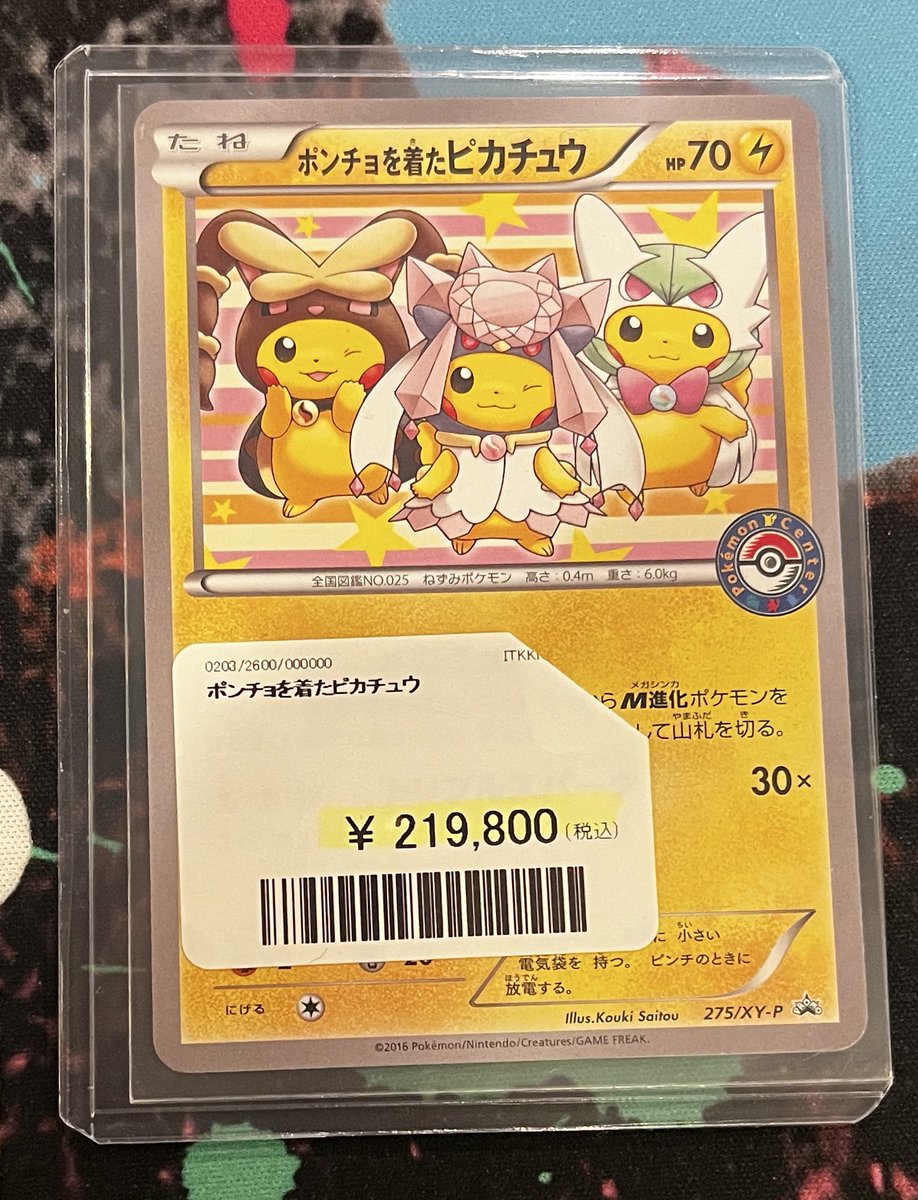 たね ポンチョを着たピカチュウ HP70
Pokémon Center
全国図鑑NO.025 ねずみポケモン 高さ：0.4m 重さ：6.0kg
0203/2600/000000
ポンチョを着たピカチュウ
らM進化ポケモンを
して山札を切る。
30×
¥ 219,800(税込)
に 小さい
電気袋を 持つ。 ピンチのときに
放電する。
にげる
Illus.Kouki Saitou 275/XY-P
©2016 Pokémon/Nintendo/Creatures/GAME FREAK.